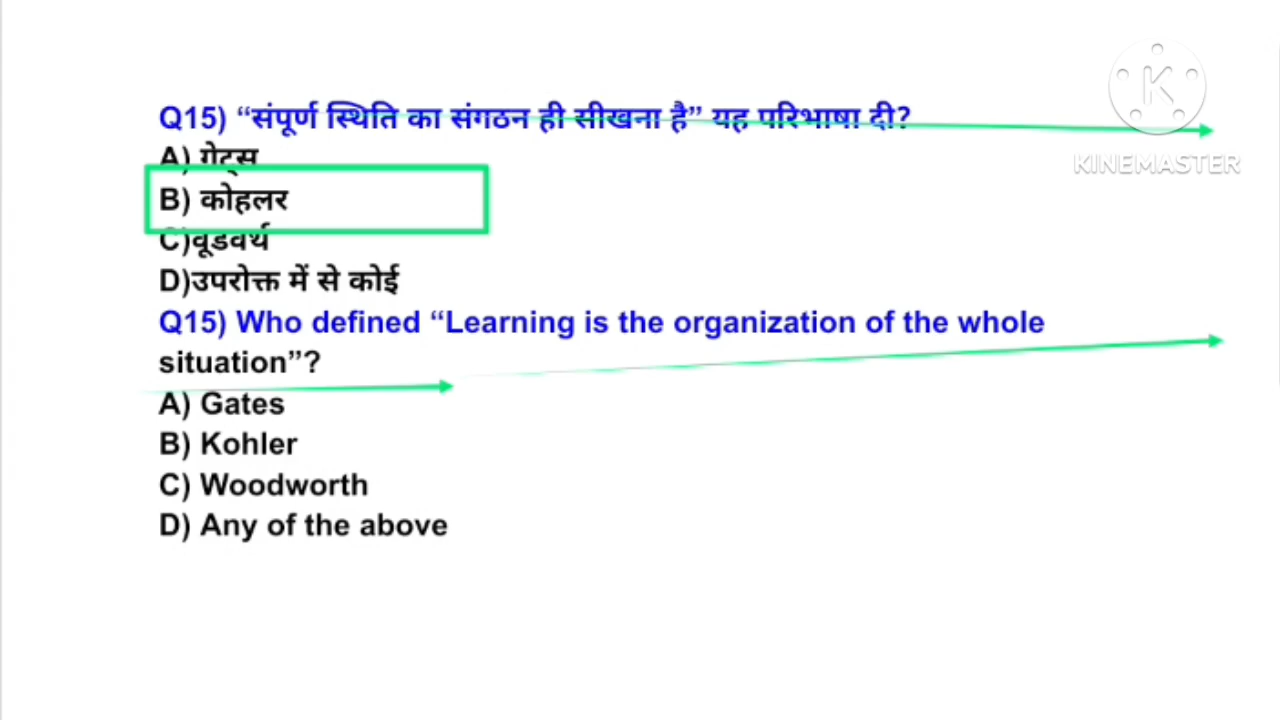 Q15) “संपूर्ण स्थिति का संगठन ही सीखना है” यह परिभाषा दी?
A) गेट्स
B) कोहलर
C)वूडवर्थ
D)उपरोक्त में से कोई
Q15) Who defined “Learning is the organization of the whole
situation”?
A) Gates
B) Kohler
C) Woodworth
D) Any of the above
K
KINEMASTER